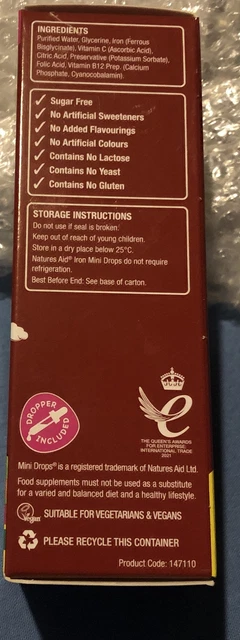 INGREDIENTS
Purified Water, Glycerine, Iron (Ferrous
Bisglycinate), Vitamin C (Ascorbic Acid),
Citric Acid, Preservative (Potassium Sorbate),
Folic Acid, Vitamin B12 Prep. (Calcium
Phosphate, Cyanocobalamin).
✓ Sugar Free
✓ No Artificial Sweeteners
✓ No Added Flavourings
✓ No Artificial Colours
✓ Contains No Lactose
✓ Contains No Yeast
✓ Contains No Gluten
STORAGE INSTRUCTIONS
Do not use if seal is broken.
Keep out of reach of young children.
Store in a dry place below 25°C.
Natures Aid® Iron Mini Drops do not require
refrigeration.
Best Before End: See base of carton.
DROPPER
INCLUDED
e
THE QUEEN'S AWARDS
FOR ENTERPRISE:
INTERNATIONAL TRADE
2021
Mini Drops® is a registered trademark of Natures Aid Ltd.
Food supplements must not be used as a substitute
for a varied and balanced diet and a healthy lifestyle.
Vegan
SUITABLE FOR VEGETARIANS & VEGANS
PLEASE RECYCLE THIS CONTAINER
Product Code: 147110